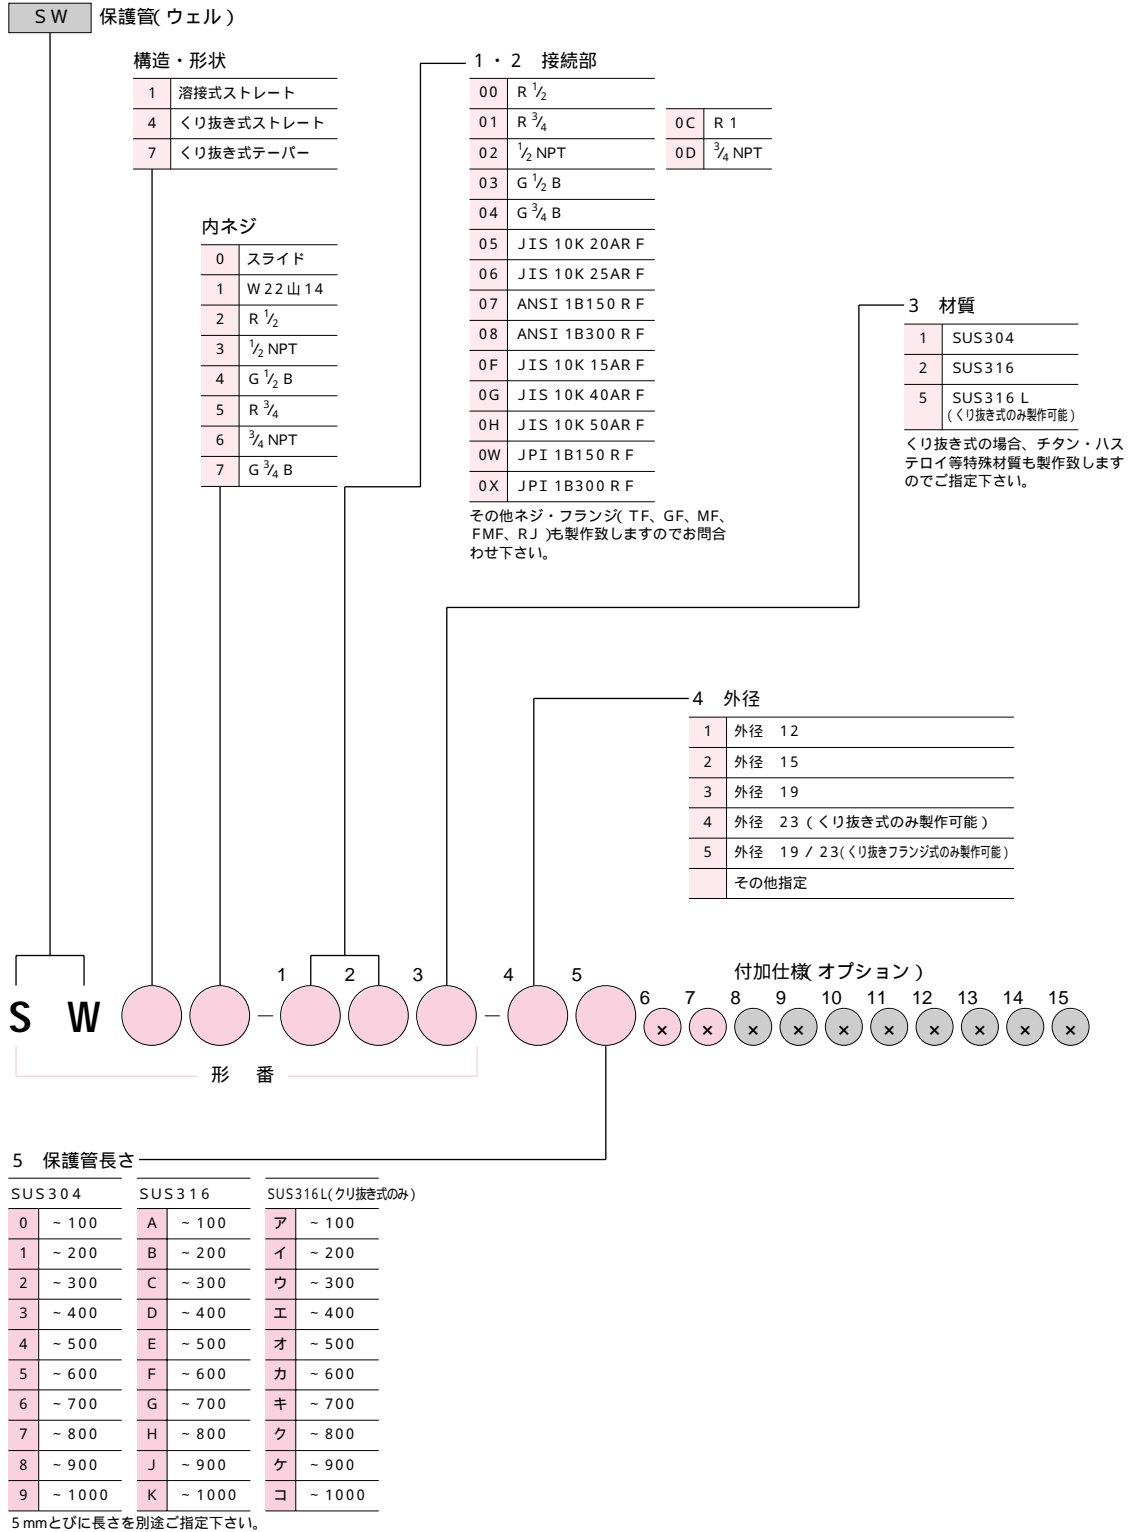 SW 保護管(ウェル)
構造・形状
1 溶接式ストレート
4 くり抜き式ストレート
7 くり抜き式テーパー
内ネジ
0 スライド
1 W22山14
2 R 1/2
3 1/2 NPT
4 G 1/2 B
5 R 3/4
6 3/4 NPT
7 G 3/4 B
1・2 接続部
00 R 1/2
01 R 3/4
02 1/2 NPT
03 G 1/2 B
04 G 3/4 B
05 JIS 10K 20A RF
06 JIS 10K 25A RF
07 ANSI 1B150 RF
08 ANSI 1B300 RF
0F JIS 10K 15A RF
0G JIS 10K 40A RF
0H JIS 10K 50A RF
0W JPI 1B150 RF
0X JPI 1B300 RF
0C R 1
0D 3/4 NPT
その他ネジ・フランジ(TF、GF、MF、
FMF、RJ)も製作致しますのでお問合
わせ下さい。
3 材質
1 SUS304
2 SUS316
5 SUS316 L
(くり抜き式のみ製作可能)
くり抜き式の場合、チタン・ハス
テロイ等特殊材質も製作致します
のでご指定下さい。
4 外径
1 外径 12
2 外径 15
3 外径 19
4 外径 23(くり抜き式のみ製作可能)
5 外径 19/23(くり抜きフランジ式のみ製作可能)
その他指定
付加仕様(オプション)
1 2 3 4 5 6 7 8 9 10 11 12 13 14 15
S W – – × × × × × × × × × ×
形 番
5 保護管長さ
SUS304
0 ~100
1 ~200
2 ~300
3 ~400
4 ~500
5 ~600
6 ~700
7 ~800
8 ~900
9 ~1000
SUS316
A ~100
B ~200
C ~300
D ~400
E ~500
F ~600
G ~700
H ~800
J ~900
K ~1000
SUS316L(クリ抜き式のみ)
ア ~100
イ ~200
ウ ~300
エ ~400
オ ~500
カ ~600
キ ~700
ク ~800
ケ ~900
コ ~1000
5mmとびに長さを別途ご指定下さい。